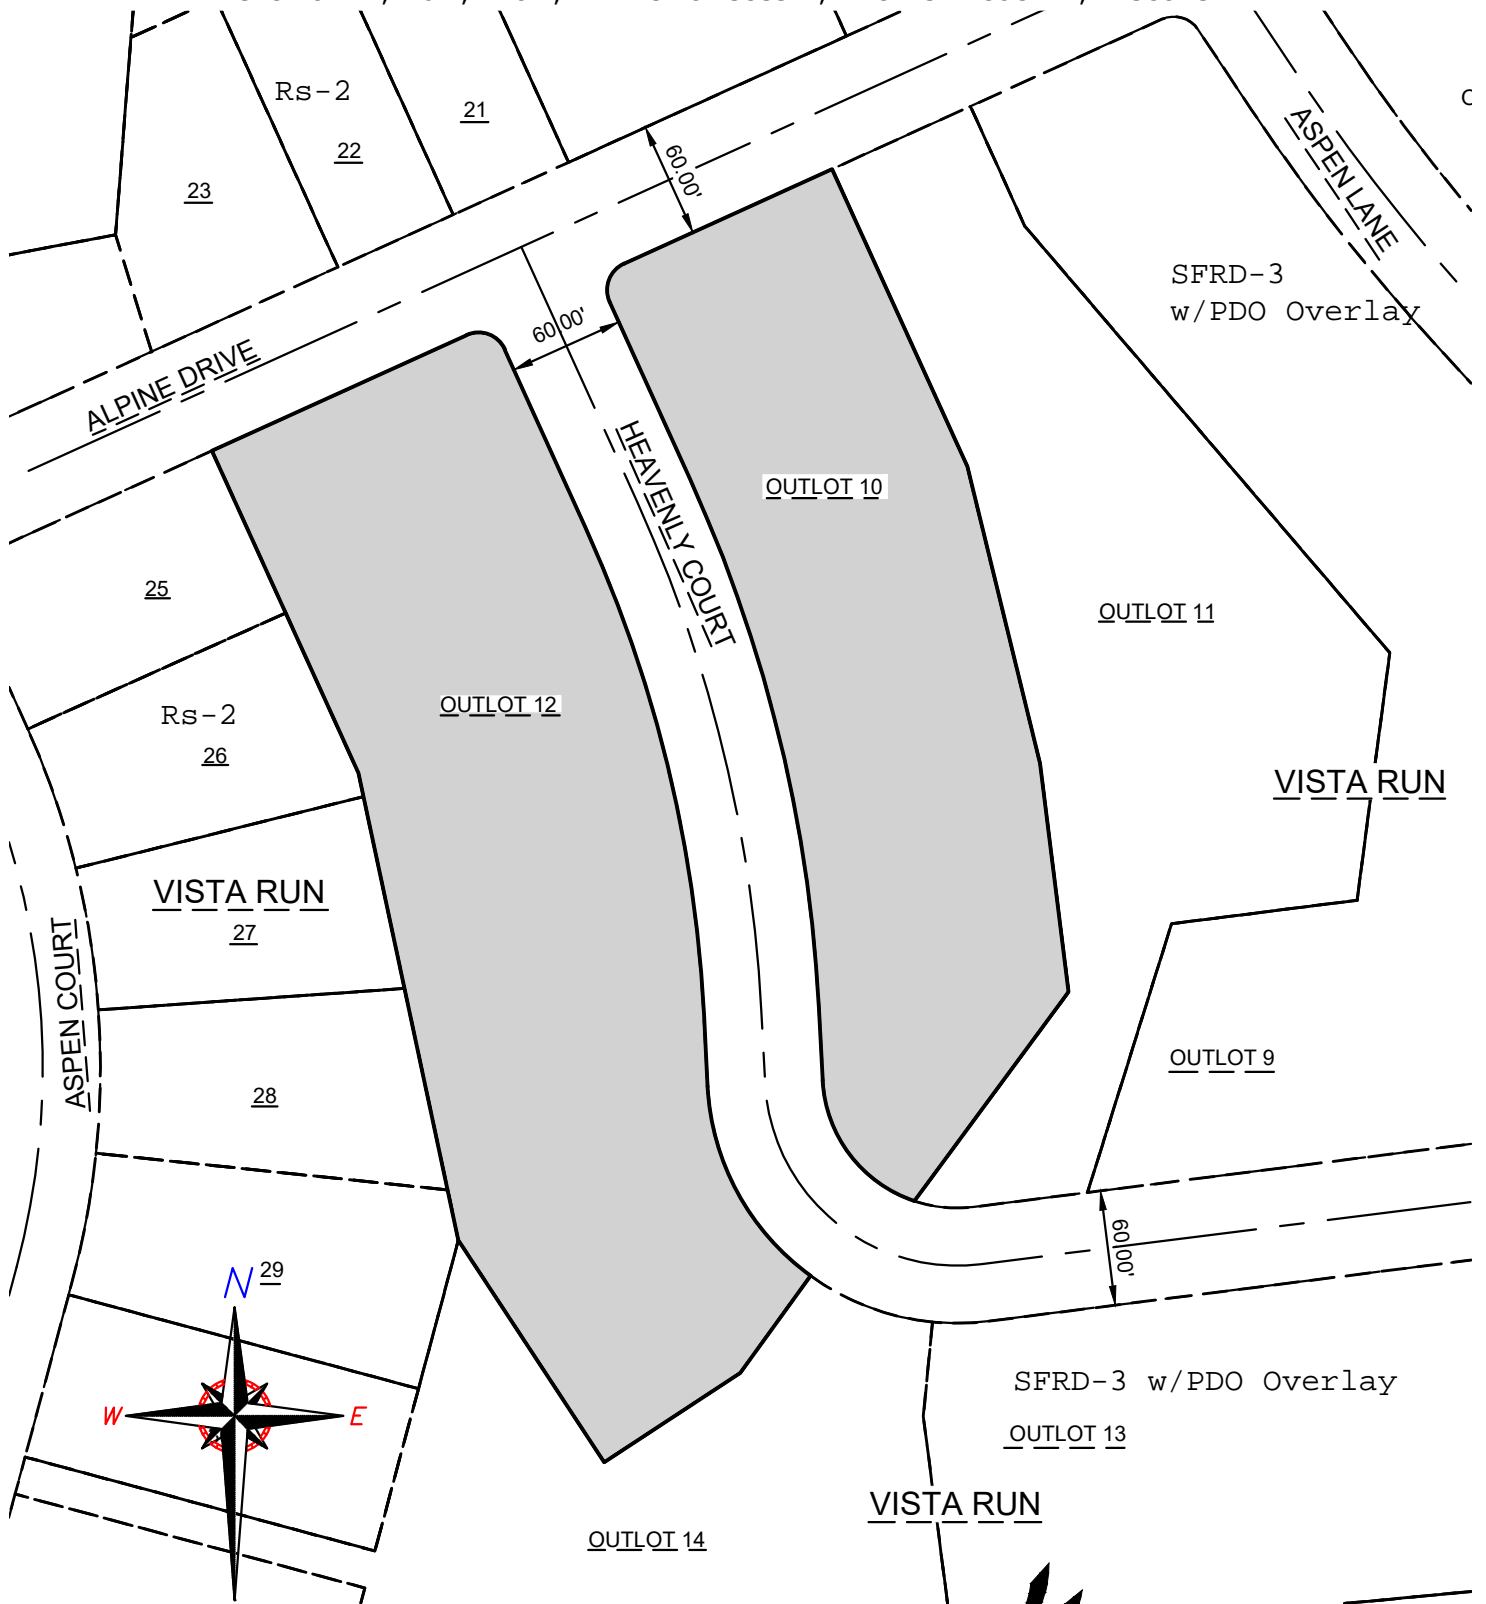 Rs-2
21
22
23
60.00'
ASPEN LANE
SFRD-3
w/PDO Overlay
60.00'
ALPINE DRIVE
HEAVENLY COURT
OUTLOT 10
25
OUTLOT 11
OUTLOT 12
Rs-2
26
VISTA RUN
VISTA RUN
27
ASPEN COURT
OUTLOT 9
28
60.00'
29
N
W
E
SFRD-3 w/PDO Overlay
OUTLOT 13
VISTA RUN
OUTLOT 14